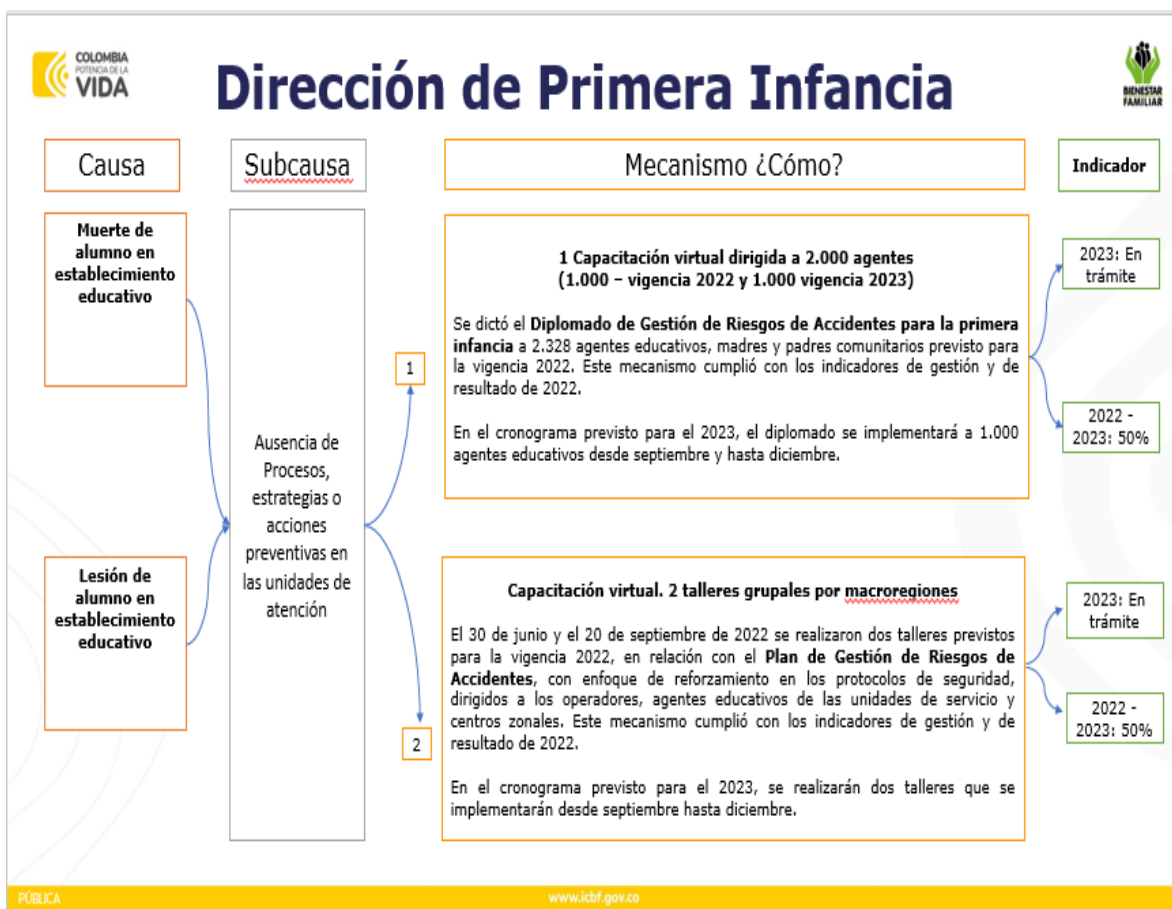 COLOMBIA
POTENCIA DE LA
VIDA
Dirección de Primera Infancia
BIENESTAR
FAMILIAR
Causa
Subcausa
Mecanismo ¿Cómo?
Indicador
Muerte de
alumno en
establecimiento
educativo
Lesión de
alumno en
establecimiento
educativo
Ausencia de
Procesos,
estrategias o
acciones
preventivas en
las unidades de
atención
1
1 Capacitación virtual dirigida a 2.000 agentes
(1.000 – vigencia 2022 y 1.000 vigencia 2023)
Se dictó el Diplomado de Gestión de Riesgos de Accidentes para la primera
infancia a 2.328 agentes educativos, madres y padres comunitarios previsto para
la vigencia 2022. Este mecanismo cumplió con los indicadores de gestión y de
resultado de 2022.
En el cronograma previsto para el 2023, el diplomado se implementará a 1.000
agentes educativos desde septiembre y hasta diciembre.
2023: En
trámite
2022 -
2023: 50%
2
Capacitación virtual. 2 talleres grupales por macroregiones
El 30 de junio y el 20 de septiembre de 2022 se realizaron dos talleres previstos
para la vigencia 2022, en relación con el Plan de Gestión de Riesgos de
Accidentes, con enfoque de reforzamiento en los protocolos de seguridad,
dirigidos a los operadores, agentes educativos de las unidades de servicio y
centros zonales. Este mecanismo cumplió con los indicadores de gestión y de
resultado de 2022.
En el cronograma previsto para el 2023, se realizarán dos talleres que se
implementarán desde septiembre hasta diciembre.
2023: En
trámite
2022 -
2023: 50%
PÚBLICA
www.icbf.gov.co